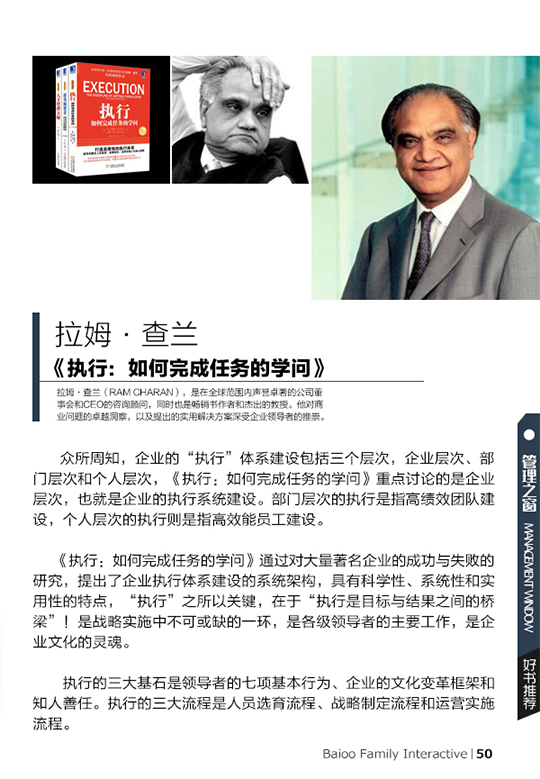 EXECUTION
执行
如何完成任务的学问
拉姆·查兰
《执行：如何完成任务的学问》
拉姆·查兰（RAM CHARAN），是在全球范围内声誉卓著的公司董
事会和CEO的咨询顾问，同时也是畅销书作者和杰出的教授。他对商
业问题的卓越洞察，以及提出的实用解决方案深受企业领导者的推崇。
众所周知，企业的“执行”体系建设包括三个层次，企业层次、部
门层次和个人层次，《执行：如何完成任务的学问》重点讨论的是企业
层次，也就是企业的执行系统建设。部门层次的执行是指高绩效团队建
设，个人层次的执行则是指高效能员工建设。
《执行：如何完成任务的学问》通过对大量著名企业的成功与失败的
研究，提出了企业执行体系建设的系统架构，具有科学性、系统性和实
用性的特点，“执行”之所以关键，在于“执行是目标与结果之间的桥
梁”！是战略实施中不可或缺的一环，是各级领导者的主要工作，是企
业文化的灵魂。
执行的三大基石是领导者的七项基本行为、企业的文化变革框架和
知人善任。执行的三大流程是人员选育流程、战略制定流程和运营实施
流程。
管理之窗 MANAGEMENT WINDOW
好书推荐
Baioo Family Interactive | 50